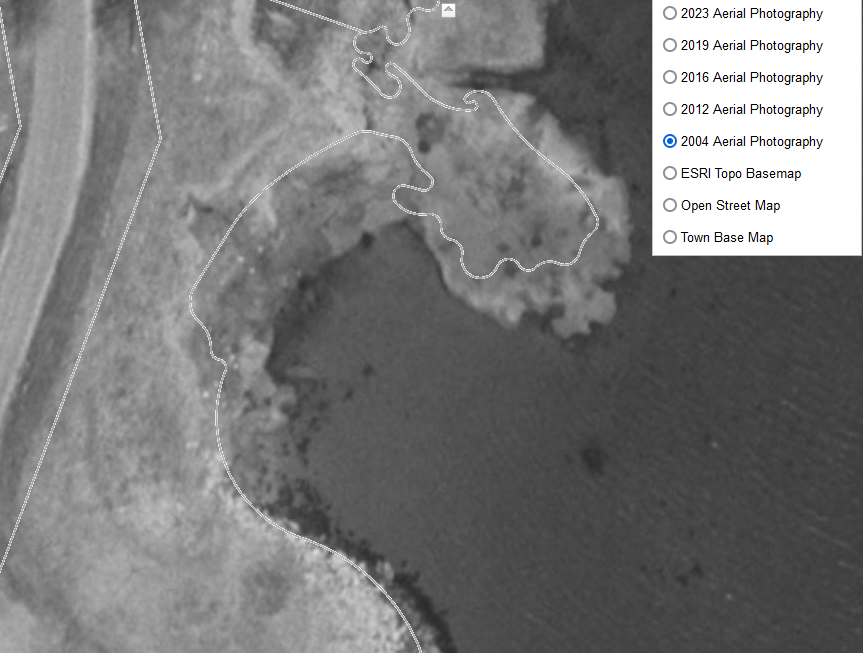 2023 Aerial Photography
2019 Aerial Photography
2016 Aerial Photography
2012 Aerial Photography
2004 Aerial Photography
ESRI Topo Basemap
Open Street Map
Town Base Map